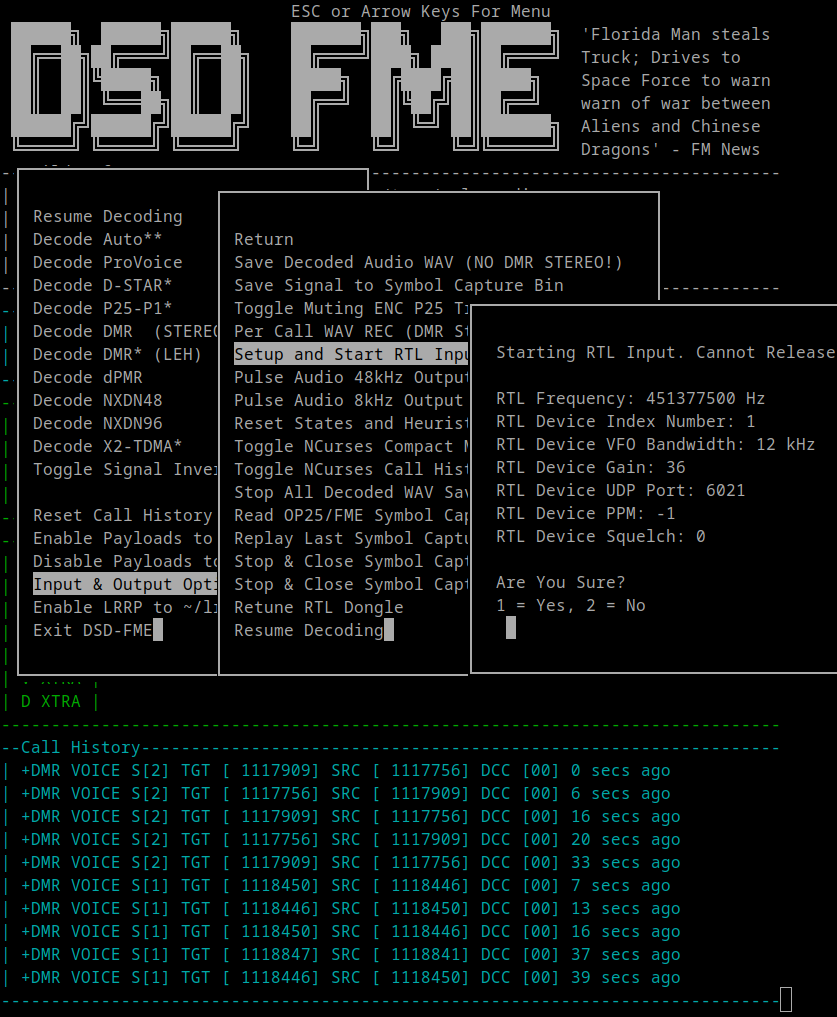 ESC or Arrow Keys For Menu
DSD FME
'Florida Man steals
Truck; Drives to
Space Force to warn
warn of war between
Aliens and Chinese
Dragons' - FM News
Resume Decoding
Decode Auto**
Decode ProVoice
Decode D-STAR*
Decode P25-P1*
Decode DMR  (STEREO
Decode DMR* (LEH)
Decode dPMR
Decode NXDN48
Decode NXDN96
Decode X2-TDMA*
Toggle Signal Inve
Reset Call History
Enable Payloads to
Disable Payloads to
Input & Output Opti
Enable LRRP to ~/l
Exit DSD-FME
Return
Save Decoded Audio WAV (NO DMR STEREO!)
Save Signal to Symbol Capture Bin
Toggle Muting ENC P25 T
Per Call WAV REC (DMR St
Setup and Start RTL Inpu
Pulse Audio 48kHz Output
Pulse Audio 8kHz Output
Reset States and Heurist
Toggle NCurses Compact M
Toggle NCurses Call Hist
Stop All Decoded WAV Sav
Read OP25/FME Symbol Cap
Replay Last Symbol Captu
Stop & Close Symbol Capt
Stop & Close Symbol Capt
Retune RTL Dongle
Resume Decoding
Starting RTL Input. Cannot Release
RTL Frequency: 451377500 Hz
RTL Device Index Number: 1
RTL Device VFO Bandwidth: 12 kHz
RTL Device Gain: 36
RTL Device UDP Port: 6021
RTL Device PPM: -1
RTL Device Squelch: 0
Are You Sure?
1 = Yes, 2 = No
| D XTRA |
--Call History----------------------------------------------------------------
| +DMR VOICE S[2] TGT [ 1117909] SRC [ 1117756] DCC [00] 0 secs ago
| +DMR VOICE S[2] TGT [ 1117756] SRC [ 1117909] DCC [00] 6 secs ago
| +DMR VOICE S[2] TGT [ 1117909] SRC [ 1117756] DCC [00] 16 secs ago
| +DMR VOICE S[2] TGT [ 1117756] SRC [ 1117909] DCC [00] 20 secs ago
| +DMR VOICE S[2] TGT [ 1117909] SRC [ 1117756] DCC [00] 33 secs ago
| +DMR VOICE S[1] TGT [ 1118450] SRC [ 1118446] DCC [00] 7 secs ago
| +DMR VOICE S[1] TGT [ 1118446] SRC [ 1118450] DCC [00] 13 secs ago
| +DMR VOICE S[1] TGT [ 1118450] SRC [ 1118446] DCC [00] 16 secs ago
| +DMR VOICE S[1] TGT [ 1118847] SRC [ 1118841] DCC [00] 37 secs ago
| +DMR VOICE S[1] TGT [ 1118446] SRC [ 1118450] DCC [00] 39 secs ago